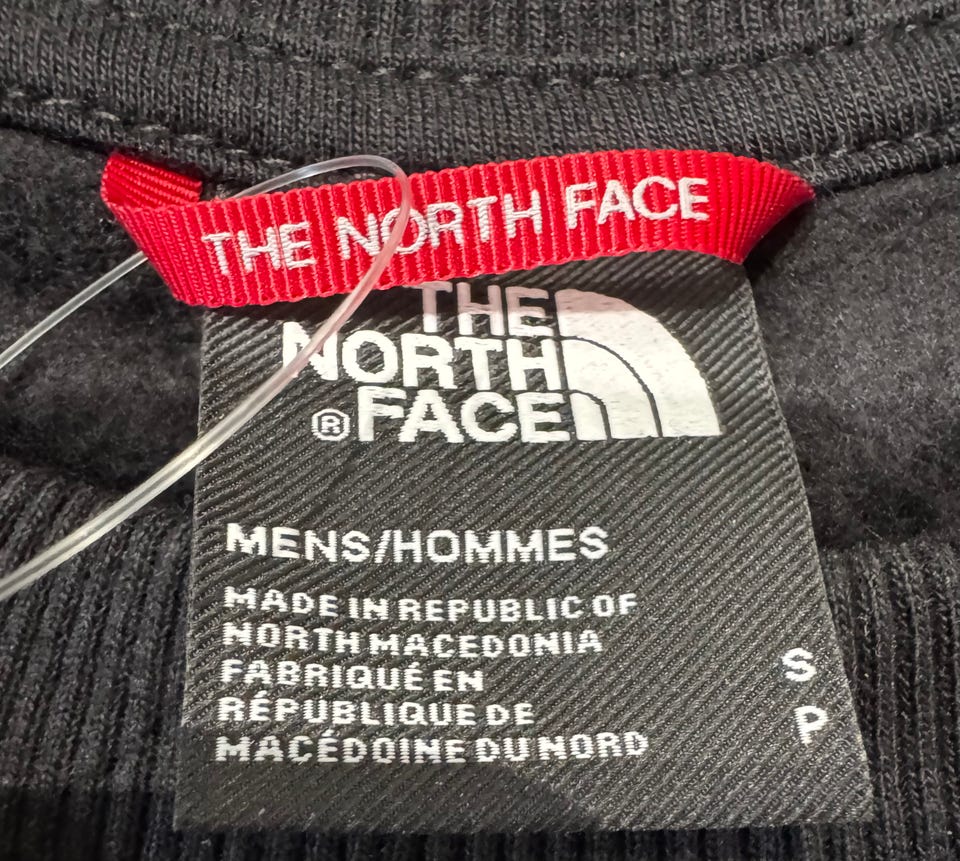 THE NORTH FACE
THE
NORTH
® FACE
MENS/HOMMES
MADE IN REPUBLIC OF
NORTH MACEDONIA
FABRIQUÉ EN
RÉPUBLIQUE DE
MACÉDOINE DU NORD
S
P